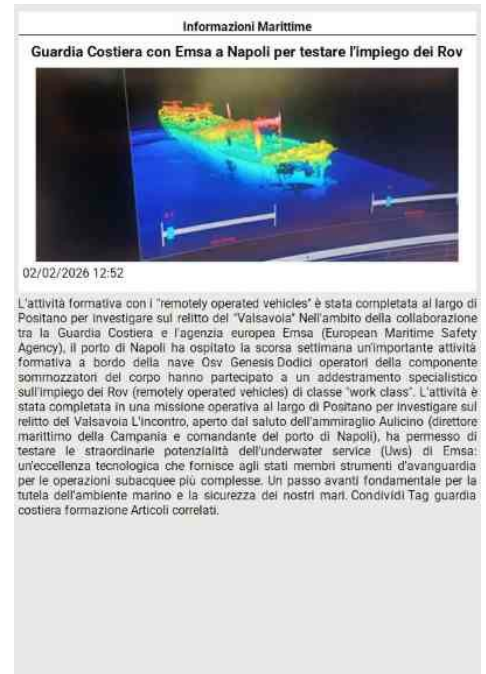 Informazioni Marittime
Guardia Costiera con Emsa a Napoli per testare l'impiego dei Rov
02/02/2026 12:52
L'attività formativa con i "remotely operated vehicles" è stata completata al largo di
Positano per investigare sul relitto del "Valsavoia" Nell'ambito della collaborazione
tra la Guardia Costiera e l'agenzia europea Emsa (European Maritime Safety
Agency), il porto di Napoli ha ospitato la scorsa settimana un'importante attività
formativa a bordo della nave Osv Genesis Dodici operatori della componente
sommozzatori del corpo hanno partecipato a un addestramento specialistico
sull'impiego dei Rov (remotely operated vehicles) di classe "work class". L'attività è
stata completata in una missione operativa al largo di Positano per investigare sul
relitto del Valsavoia L'incontro, aperto dal saluto dell'ammiraglio Aulicino (direttore
marittimo della Campania e comandante del porto di Napoli), ha permesso di
testare le straordinarie potenzialità dell'underwater service (Uws) di Emsa:
un'eccellenza tecnologica che fornisce agli stati membri strumenti d'avanguardia
per le operazioni subacquee più complesse. Un passo avanti fondamentale per la
tutela dell'ambiente marino e la sicurezza dei nostri mari. Condividi Tag guardia
costiera formazione Articoli correlati.